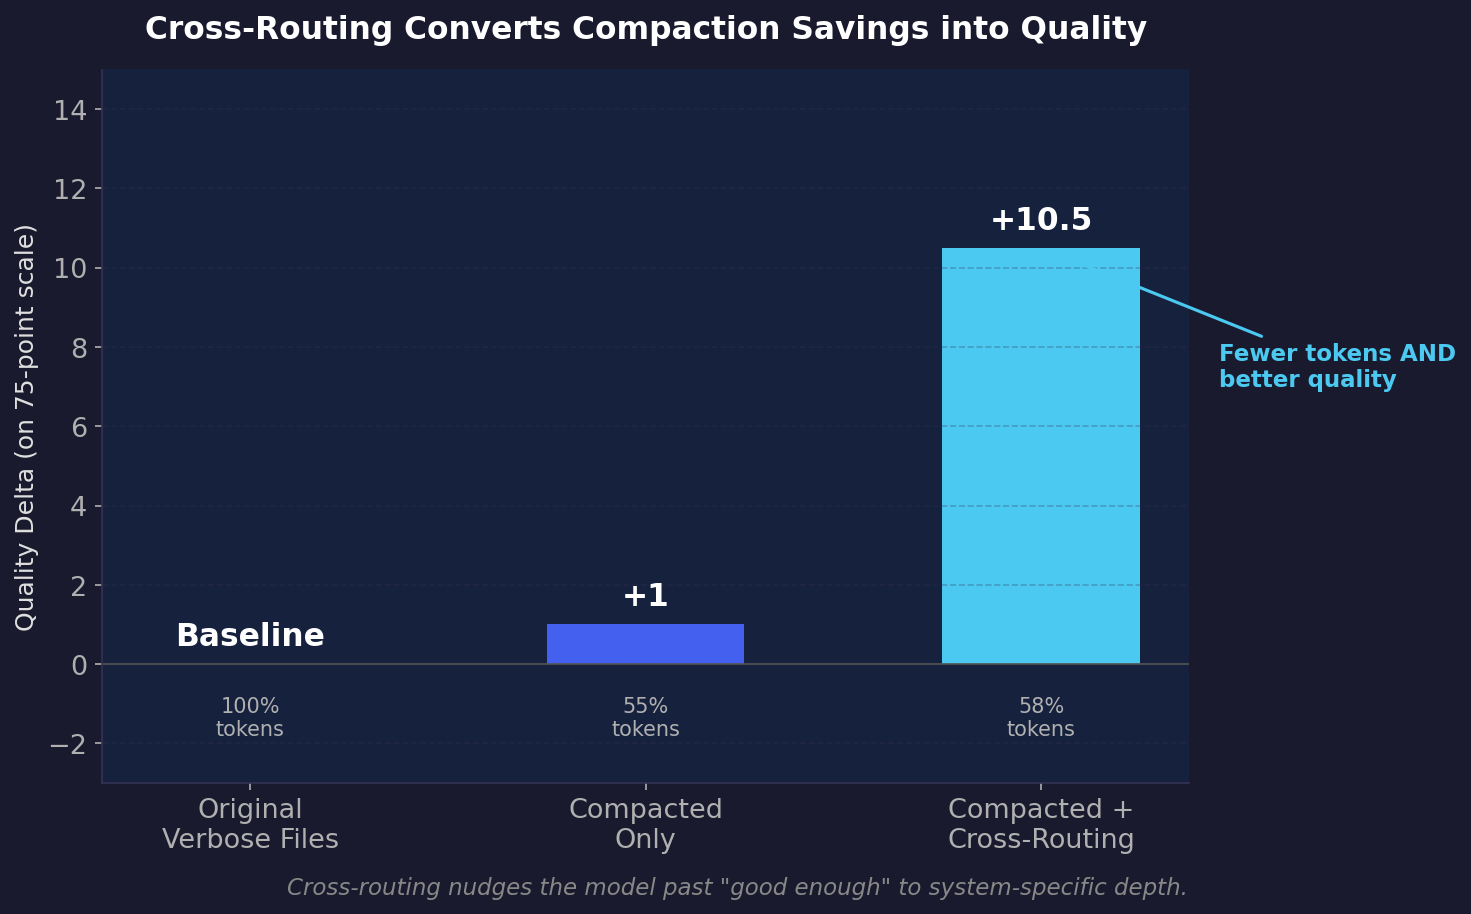 Cross-Routing Converts Compaction Savings into Quality
Quality Delta (on 75-point scale)
14
12
10
8
6
4
2
0
−2
Baseline
+1
+10.5
Fewer tokens AND
better quality
100%
tokens
55%
tokens
58%
tokens
Original
Verbose Files
Compacted
Only
Compacted +
Cross-Routing
Cross-routing nudges the model past "good enough" to system-specific depth.